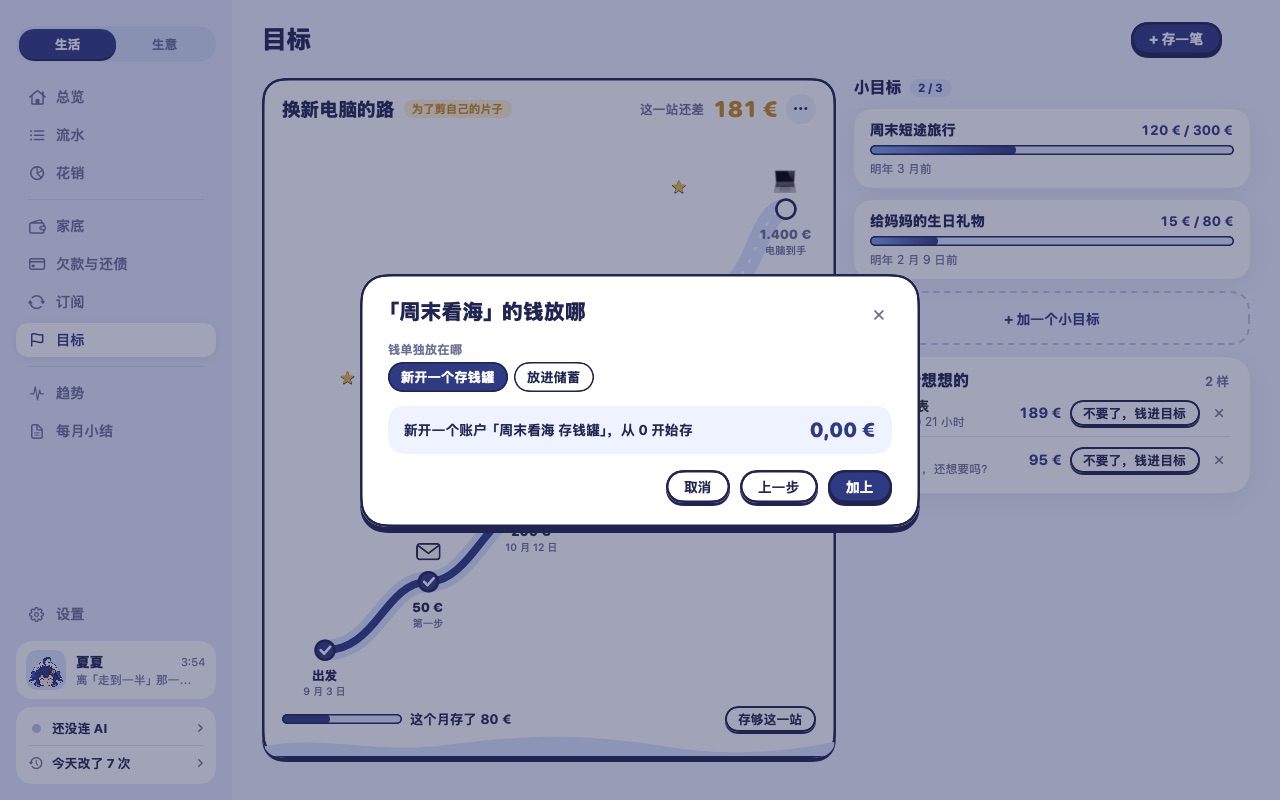 生活
生意
总览
流水
花销
家底
欠款与还债
订阅
目标
趋势
每月小结
设置
夏夏
3:54
离「走到一半」那一...
还没连 AI
今天改了 7 次
目标
+ 存一笔
换新电脑的路
为了剪自己的片子
这一站还差
181 €
1.400 €
电脑到手
10 月 12 日
50 €
第一步
出发
9 月 3 日
这个月存了 80 €
存够这一站
小目标
2 / 3
周末短途旅行
120 € / 300 €
明年 3 月前
给妈妈的生日礼物
15 € / 80 €
明年 2 月 9 日前
+ 加一个小目标
想想的
2 样
表
21 小时
189 €
不要了，钱进目标
，还想要吗?
95 €
不要了，钱进目标
「周末看海」的钱放哪
钱单独放在哪
新开一个存钱罐
放进储蓄
新开一个账户「周末看海 存钱罐」，从 0 开始存
0,00 €
取消
上一步
加上